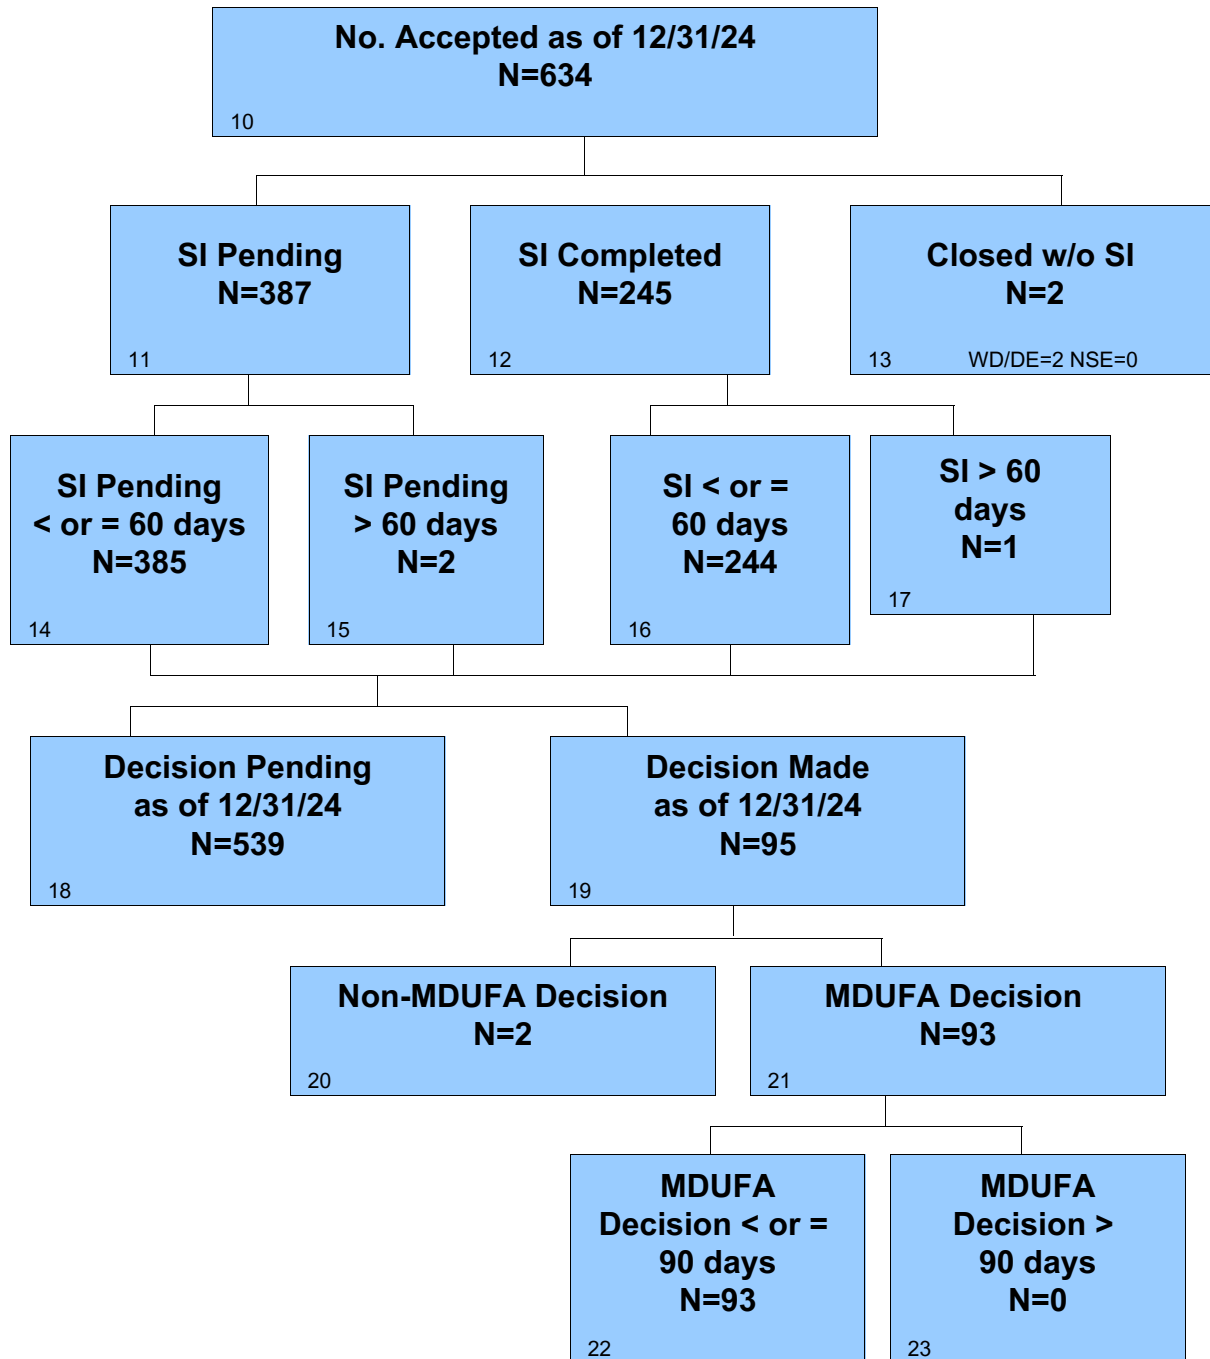 No. Accepted as of 12/31/24
N=634
10
SI Pending
N=387
11
SI Completed
N=245
12
Closed w/o SI
N=2
13 WD/DE=2 NSE=0
SI Pending
< or = 60 days
N=385
14
SI Pending
> 60 days
N=2
15
SI < or =
60 days
N=244
16
SI > 60
days
N=1
17
Decision Pending
as of 12/31/24
N=539
18
Decision Made
as of 12/31/24
N=95
19
Non-MDUFA Decision
N=2
20
MDUFA Decision
N=93
21
MDUFA
Decision < or =
90 days
N=93
22
MDUFA
Decision >
90 days
N=0
23